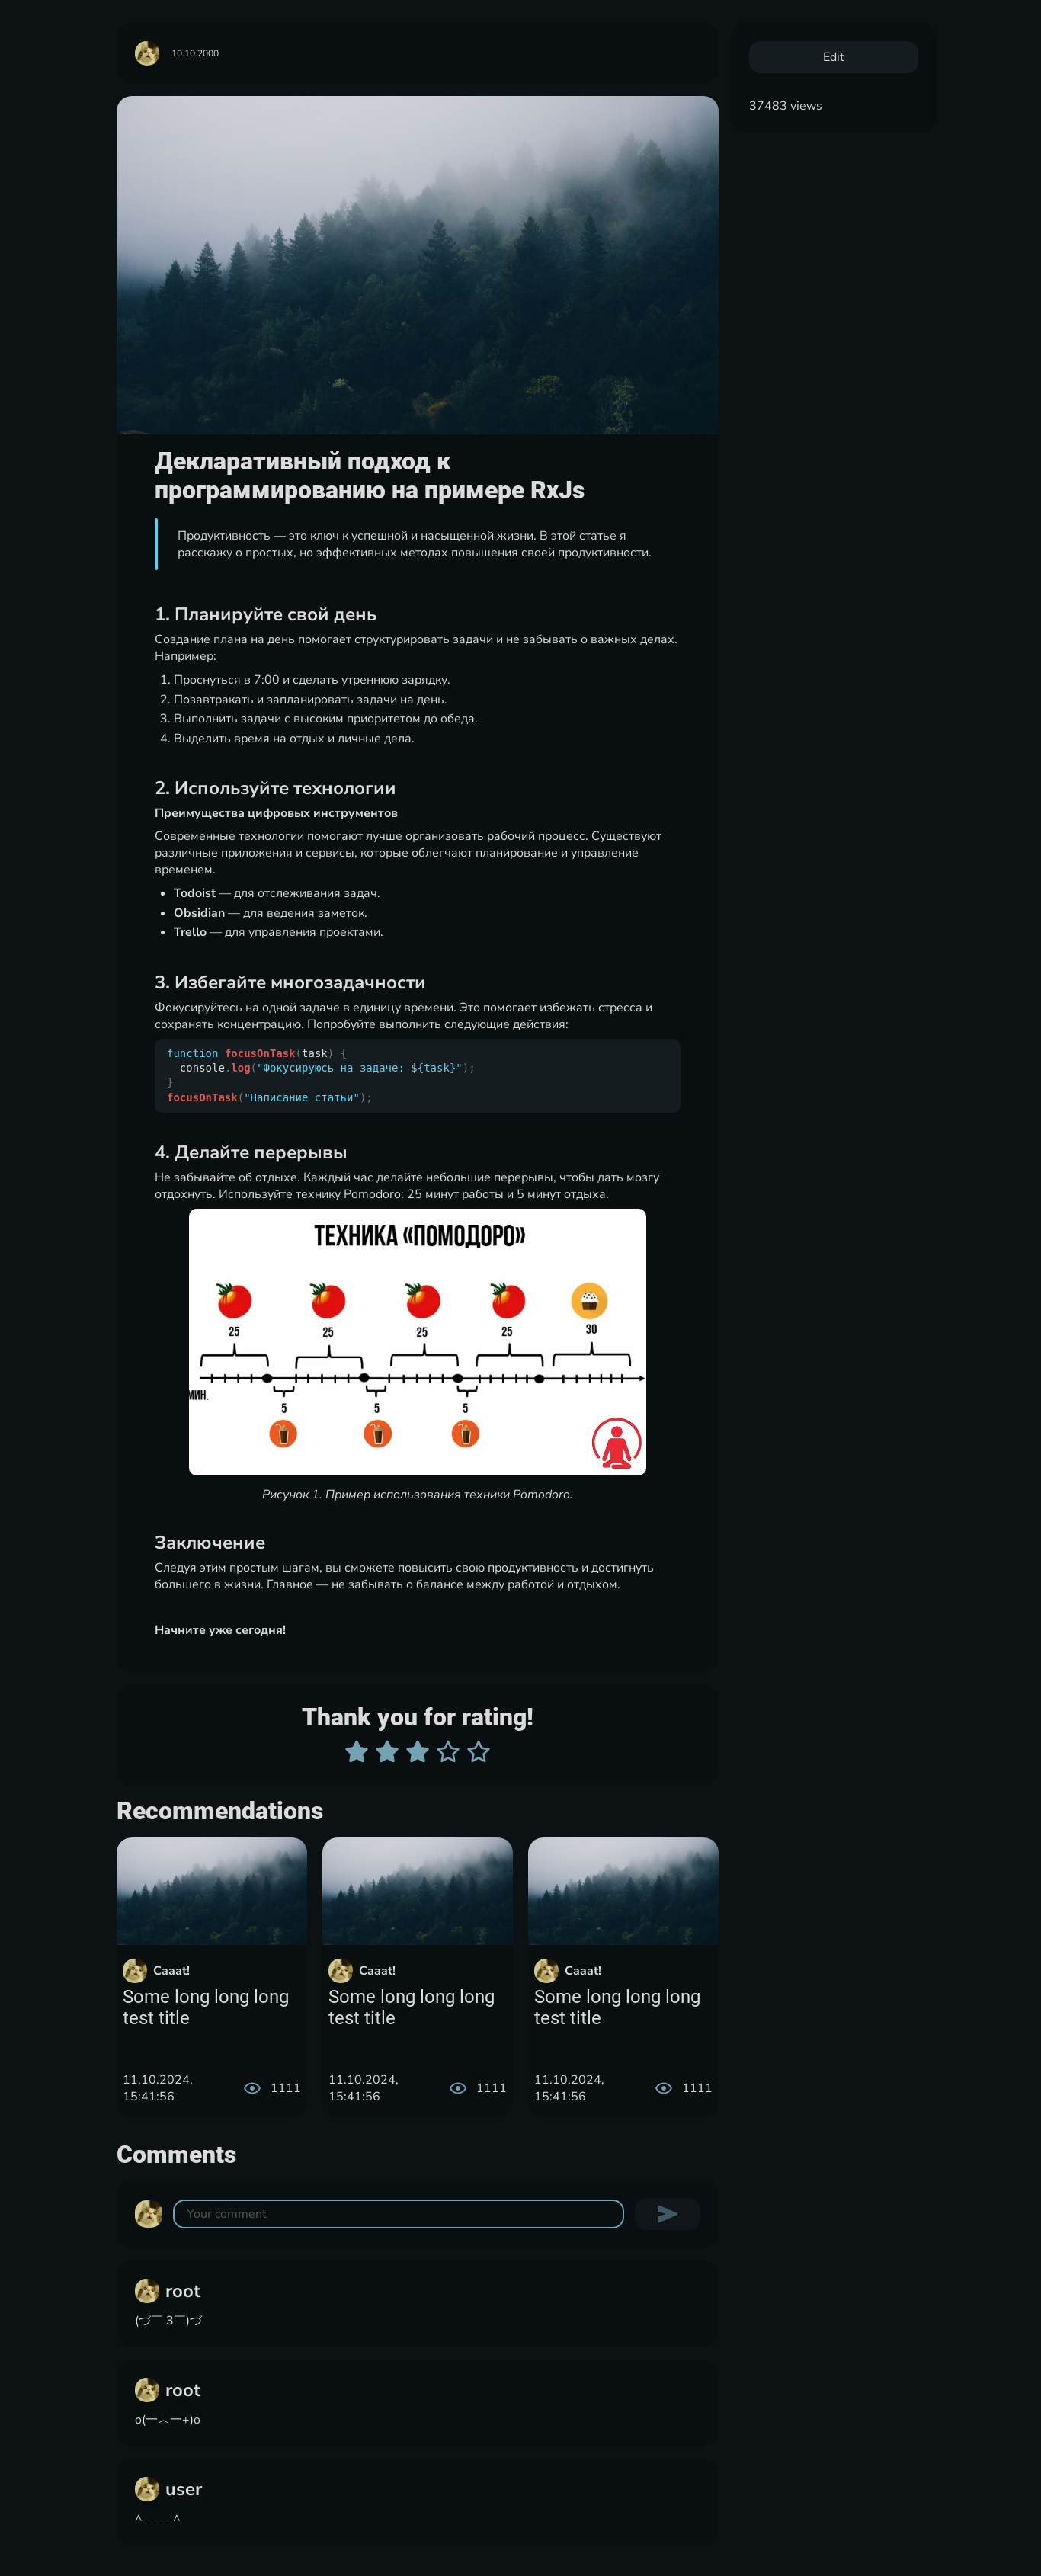 10.10.2000
Edit
37483 views
Декларативный подход к
программированию на примере RxJs
Продуктивность — это ключ к успешной и насыщенной жизни. В этой статье я
расскажу о простых, но эффективных методах повышения своей продуктивности.
1. Планируйте свой день
Создание плана на день помогает структурировать задачи и не забывать о важных делах.
Например:
1. Проснуться в 7:00 и сделать утреннюю зарядку.
2. Позавтракать и запланировать задачи на день.
3. Выполнить задачи с высоким приоритетом до обеда.
4. Выделить время на отдых и личные дела.
2. Используйте технологии
Преимущества цифровых инструментов
Современные технологии помогают лучше организовать рабочий процесс. Существуют
различные приложения и сервисы, которые облегчают планирование и управление
временем.
• Todoist — для отслеживания задач.
• Obsidian — для ведения заметок.
• Trello — для управления проектами.
3. Избегайте многозадачности
Фокусируйтесь на одной задаче в единицу времени. Это помогает избежать стресса и
сохранять концентрацию. Попробуйте выполнить следующие действия:
function focusOnTask(task) {
  console.log("Фокусируюсь на задаче: ${task}");
}
focusOnTask("Написание статьи");
4. Делайте перерывы
Не забывайте об отдыхе. Каждый час делайте небольшие перерывы, чтобы дать мозгу
отдохнуть. Используйте технику Pomodoro: 25 минут работы и 5 минут отдыха.
ТЕХНИКА «ПОМОДОРО»
25 25 25 25 30
МИН.
5 5 5
Рисунок 1. Пример использования техники Pomodoro.
Заключение
Следуя этим простым шагам, вы сможете повысить свою продуктивность и достигнуть
большего в жизни. Главное — не забывать о балансе между работой и отдыхом.
Начните уже сегодня!
Thank you for rating!
Recommendations
Caaat!
Some long long long
test title
11.10.2024,
15:41:56
1111
Caaat!
Some long long long
test title
11.10.2024,
15:41:56
1111
Caaat!
Some long long long
test title
11.10.2024,
15:41:56
1111
Comments
Your comment
root
(づ￣ 3￣)づ
root
o(一︿一+)o
user
^_____^